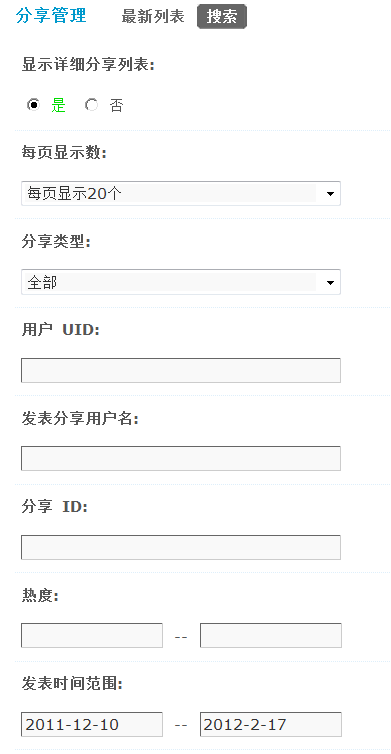 分享管理 最新列表 搜索
显示详细分享列表:
是 否
每页显示数:
每页显示20个
分享类型:
全部
用户 UID:
发表分享用户名:
分享 ID:
热度:
--
发表时间范围:
2011-12-10 -- 2012-2-17